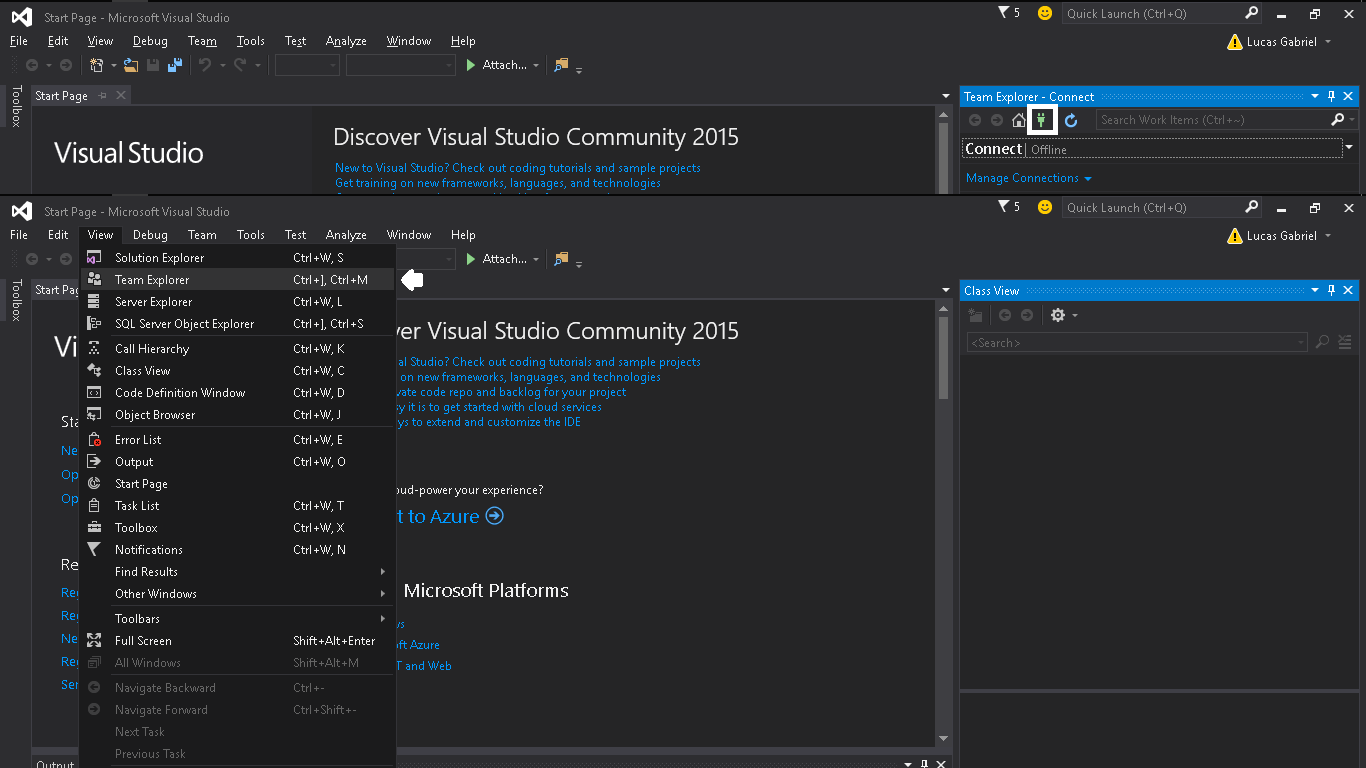 Start Page - Microsoft Visual Studio
5
Quick Launch (Ctrl+Q)
File Edit View Debug Team Tools Test Analyze Window Help
Lucas Gabriel
Attach...
Toolbox
Start Page
Team Explorer - Connect
Search Work Items (Ctrl+~)
Visual Studio
Discover Visual Studio Community 2015
New to Visual Studio? Check out coding tutorials and sample projects
Get training on new frameworks, languages, and technologies
Connect | Offline
Manage Connections
Start Page - Microsoft Visual Studio
5
Quick Launch (Ctrl+Q)
File Edit View Debug Team Tools Test Analyze Window Help
Lucas Gabriel
Attach...
Toolbox
Start Pag
Solution Explorer Ctrl+W, S
Team Explorer Ctrl+], Ctrl+M
Server Explorer Ctrl+W, L
SQL Server Object Explorer Ctrl+], Ctrl+S
Call Hierarchy Ctrl+W, K
Class View Ctrl+W, C
Code Definition Window Ctrl+W, D
Object Browser Ctrl+W, J
Error List Ctrl+W, E
Output Ctrl+W, O
Start Page
Task List Ctrl+W, T
Toolbox Ctrl+W, X
Notifications Ctrl+W, N
Find Results
Other Windows
Toolbars
Full Screen Shift+Alt+Enter
All Windows Shift+Alt+M
Navigate Backward Ctrl+-
Navigate Forward Ctrl+Shift+-
Next Task
Previous Task
Vi
Sta
Ne
Op
Op
Re
Reg
Reg
Ne
Reg
Ser
ver Visual Studio Community 2015
al Studio? Check out coding tutorials and sample projects
on new frameworks, languages, and technologies
vate code repo and backlog for your project
sy it is to get started with cloud services
ys to extend and customize the IDE
oud-power your experience?
t to Azure
Microsoft Platforms
ws
oft Azure
T and Web
Class View
<Search>
Output